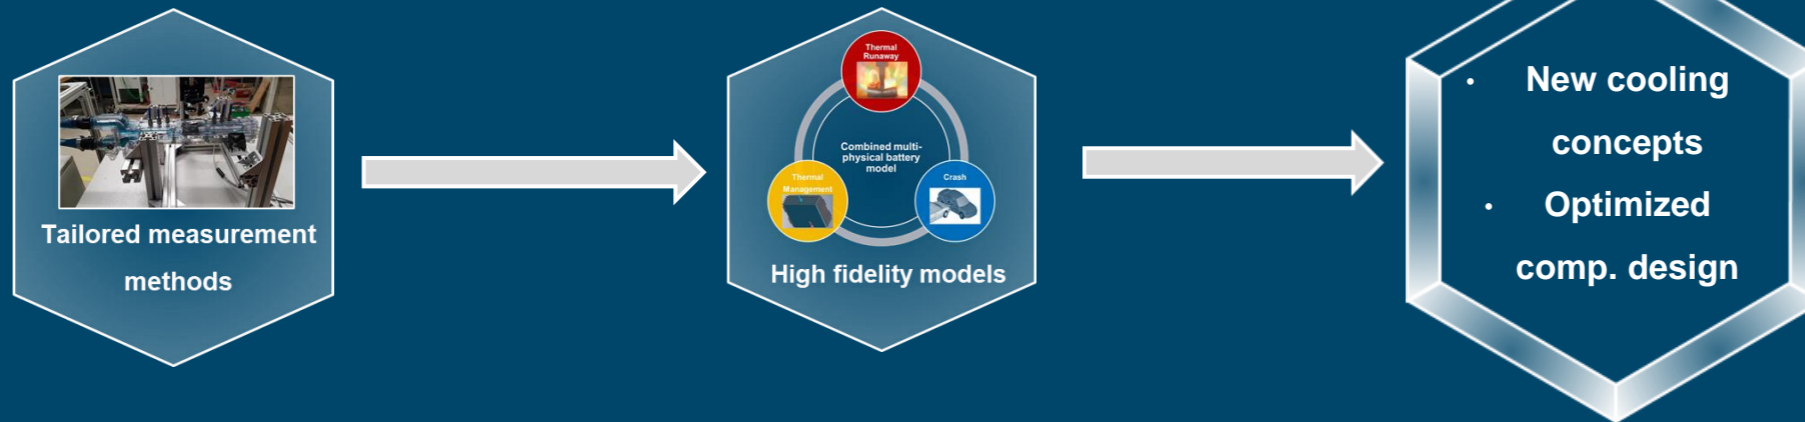 Tailored measurement
methods
Thermal
Runaway
Combined multi-
physical battery
model
Thermal
Management
Crash
High fidelity models
• New cooling
concepts
• Optimized
comp. design